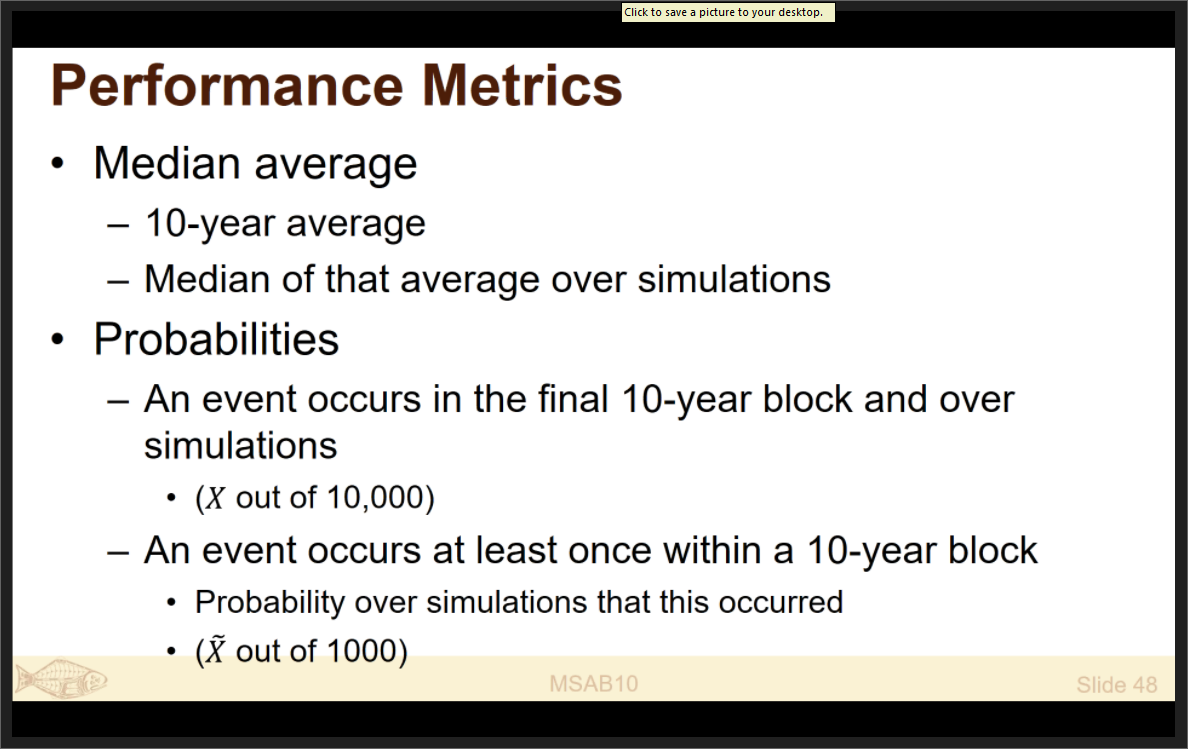 Click to save a picture to your desktop.
Performance Metrics
• Median average
– 10-year average
– Median of that average over simulations
• Probabilities
– An event occurs in the final 10-year block and over
simulations
• (X out of 10,000)
– An event occurs at least once within a 10-year block
• Probability over simulations that this occurred
• (X̃ out of 1000)
MSAB10
Slide 48